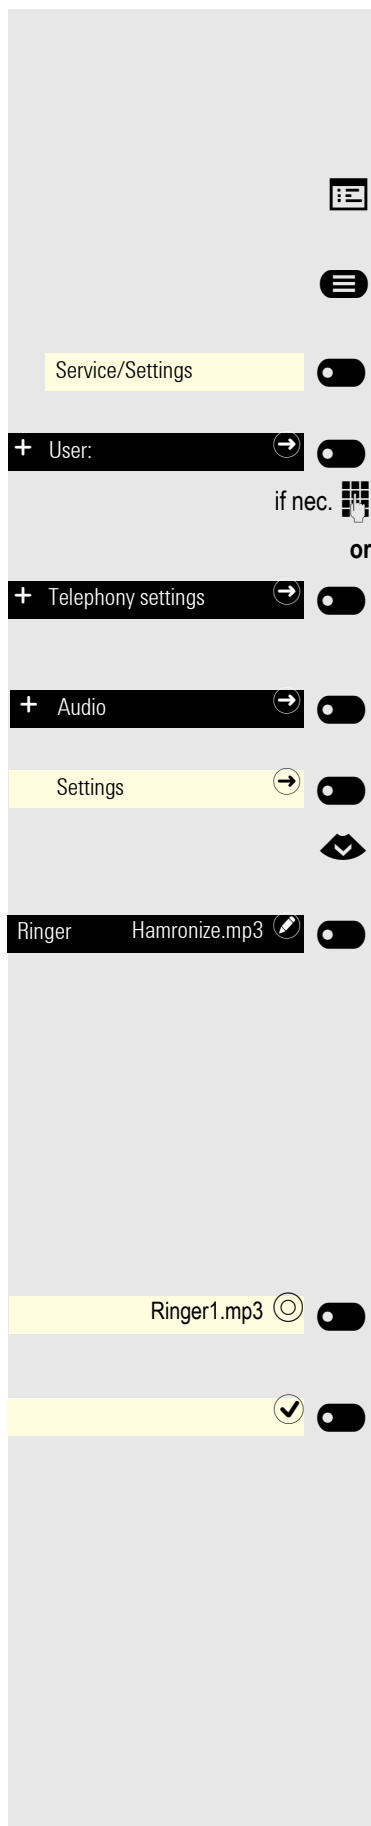 Service/Settings
+ User:
if nec.
or
+ Telephony settings
+ Audio
Settings
Ringer Hamronize.mp3
Ringer1.mp3